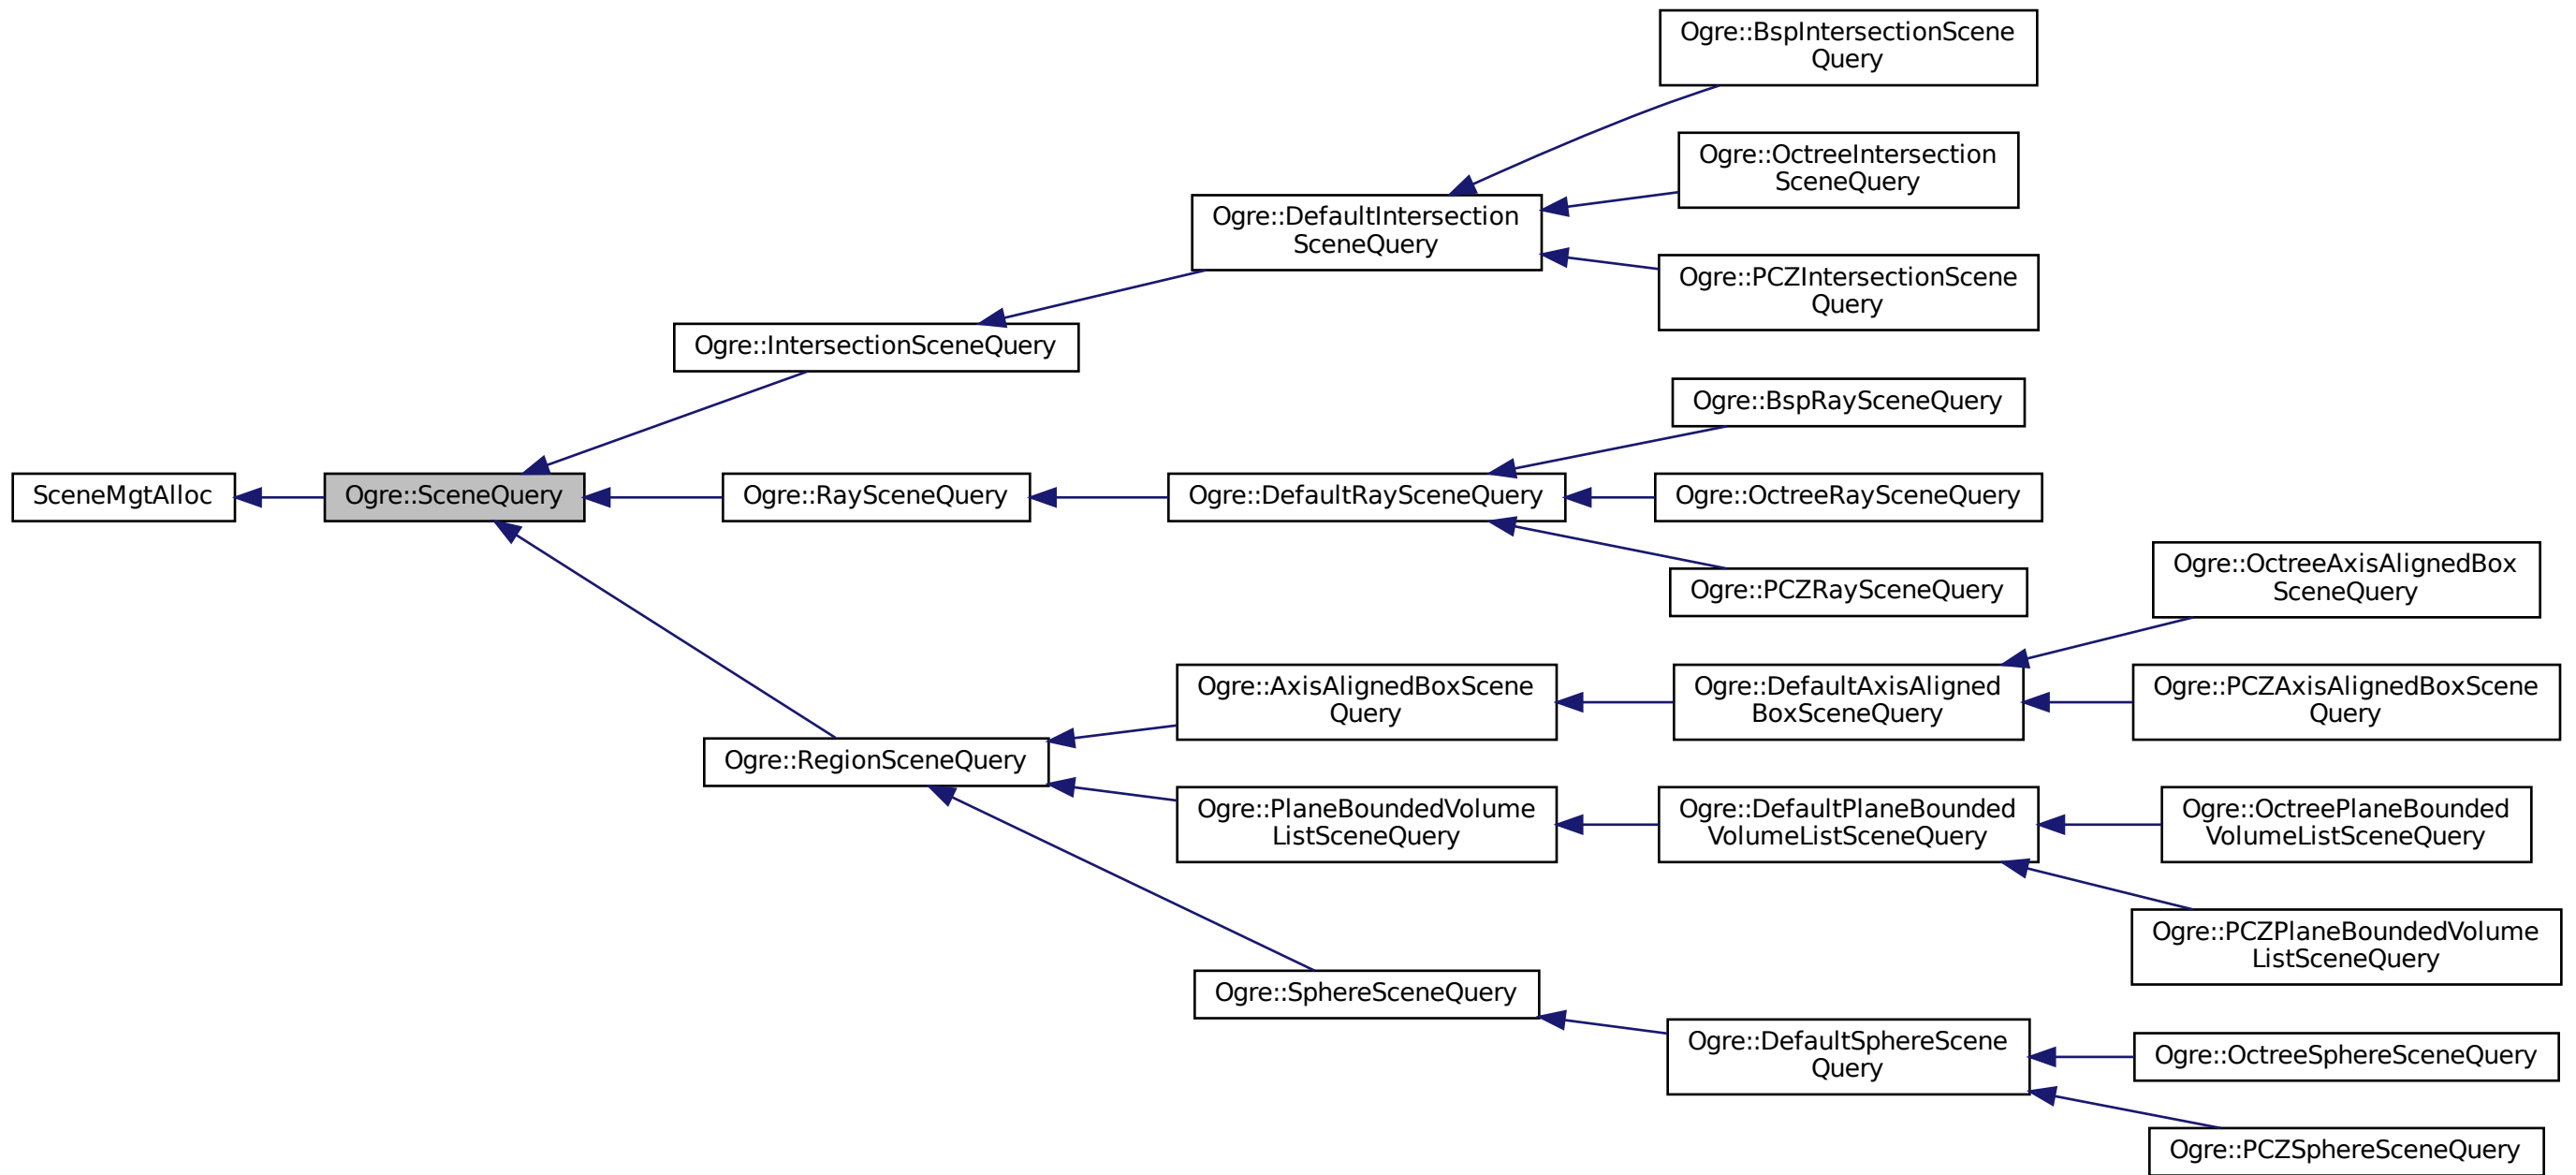 Ogre::BspIntersectionScene
Query
Ogre::OctreeIntersection
SceneQuery
Ogre::DefaultIntersection
SceneQuery
Ogre::PCZIntersectionScene
Query
Ogre::IntersectionSceneQuery
Ogre::BspRaySceneQuery
SceneMgtAlloc
Ogre::SceneQuery
Ogre::RaySceneQuery
Ogre::DefaultRaySceneQuery
Ogre::OctreeRaySceneQuery
Ogre::PCZRaySceneQuery
Ogre::OctreeAxisAlignedBox
SceneQuery
Ogre::AxisAlignedBoxScene
Query
Ogre::DefaultAxisAligned
BoxSceneQuery
Ogre::PCZAxisAlignedBoxScene
Query
Ogre::RegionSceneQuery
Ogre::PlaneBoundedVolume
ListSceneQuery
Ogre::DefaultPlaneBounded
VolumeListSceneQuery
Ogre::OctreePlaneBounded
VolumeListSceneQuery
Ogre::PCZPlaneBoundedVolume
ListSceneQuery
Ogre::SphereSceneQuery
Ogre::DefaultSphereScene
Query
Ogre::OctreeSphereSceneQuery
Ogre::PCZSphereSceneQuery